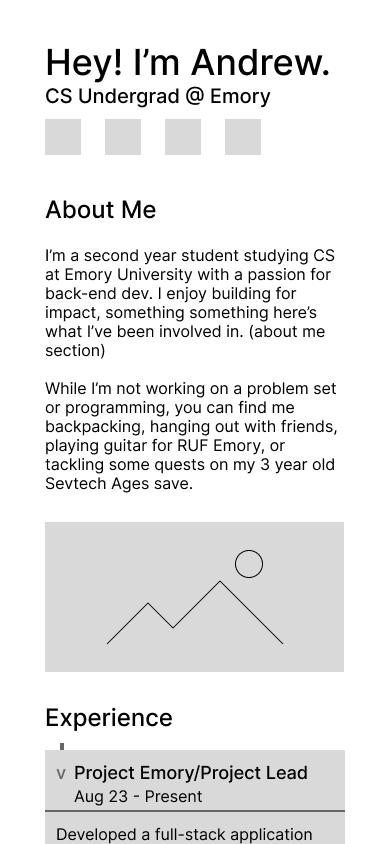 Hey! I’m Andrew.
CS Undergrad @ Emory
About Me
I’m a second year student studying CS
at Emory University with a passion for
back-end dev. I enjoy building for
impact, something something here’s
what I’ve been involved in. (about me
section)
While I’m not working on a problem set
or programming, you can find me
backpacking, hanging out with friends,
playing guitar for RUF Emory, or
tackling some quests on my 3 year old
Sevtech Ages save.
Experience
v Project Emory/Project Lead
Aug 23 - Present
Developed a full-stack application